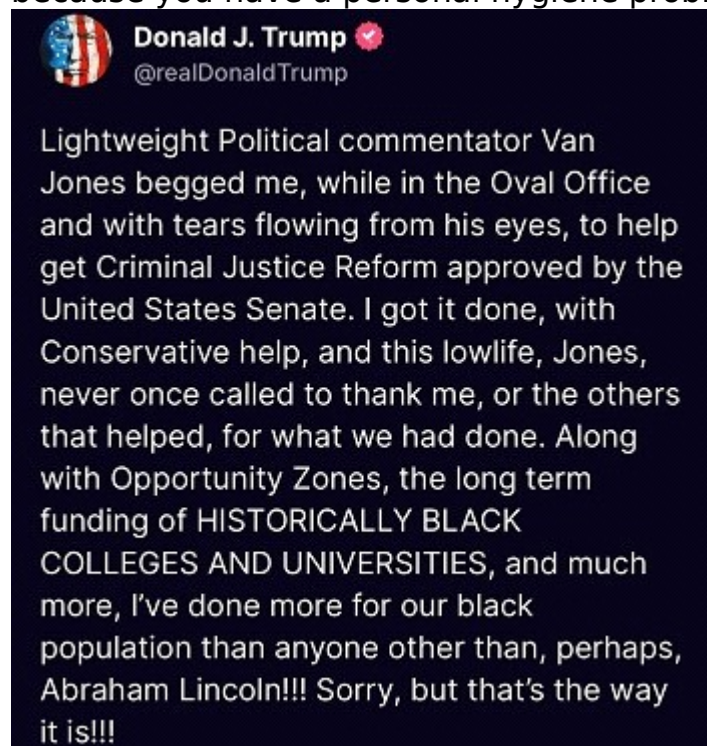 because you have a personal hygiene
Donald J. Trump
@realDonaldTrump
Lightweight Political commentator Van
Jones begged me, while in the Oval Office
and with tears flowing from his eyes, to help
get Criminal Justice Reform approved by the
United States Senate. I got it done, with
Conservative help, and this lowlife, Jones,
never once called to thank me, or the others
that helped, for what we had done. Along
with Opportunity Zones, the long term
funding of HISTORICALLY BLACK
COLLEGES AND UNIVERSITIES, and much
more, I've done more for our black
population than anyone other than, perhaps,
Abraham Lincoln!!! Sorry, but that's the way
it is!!!